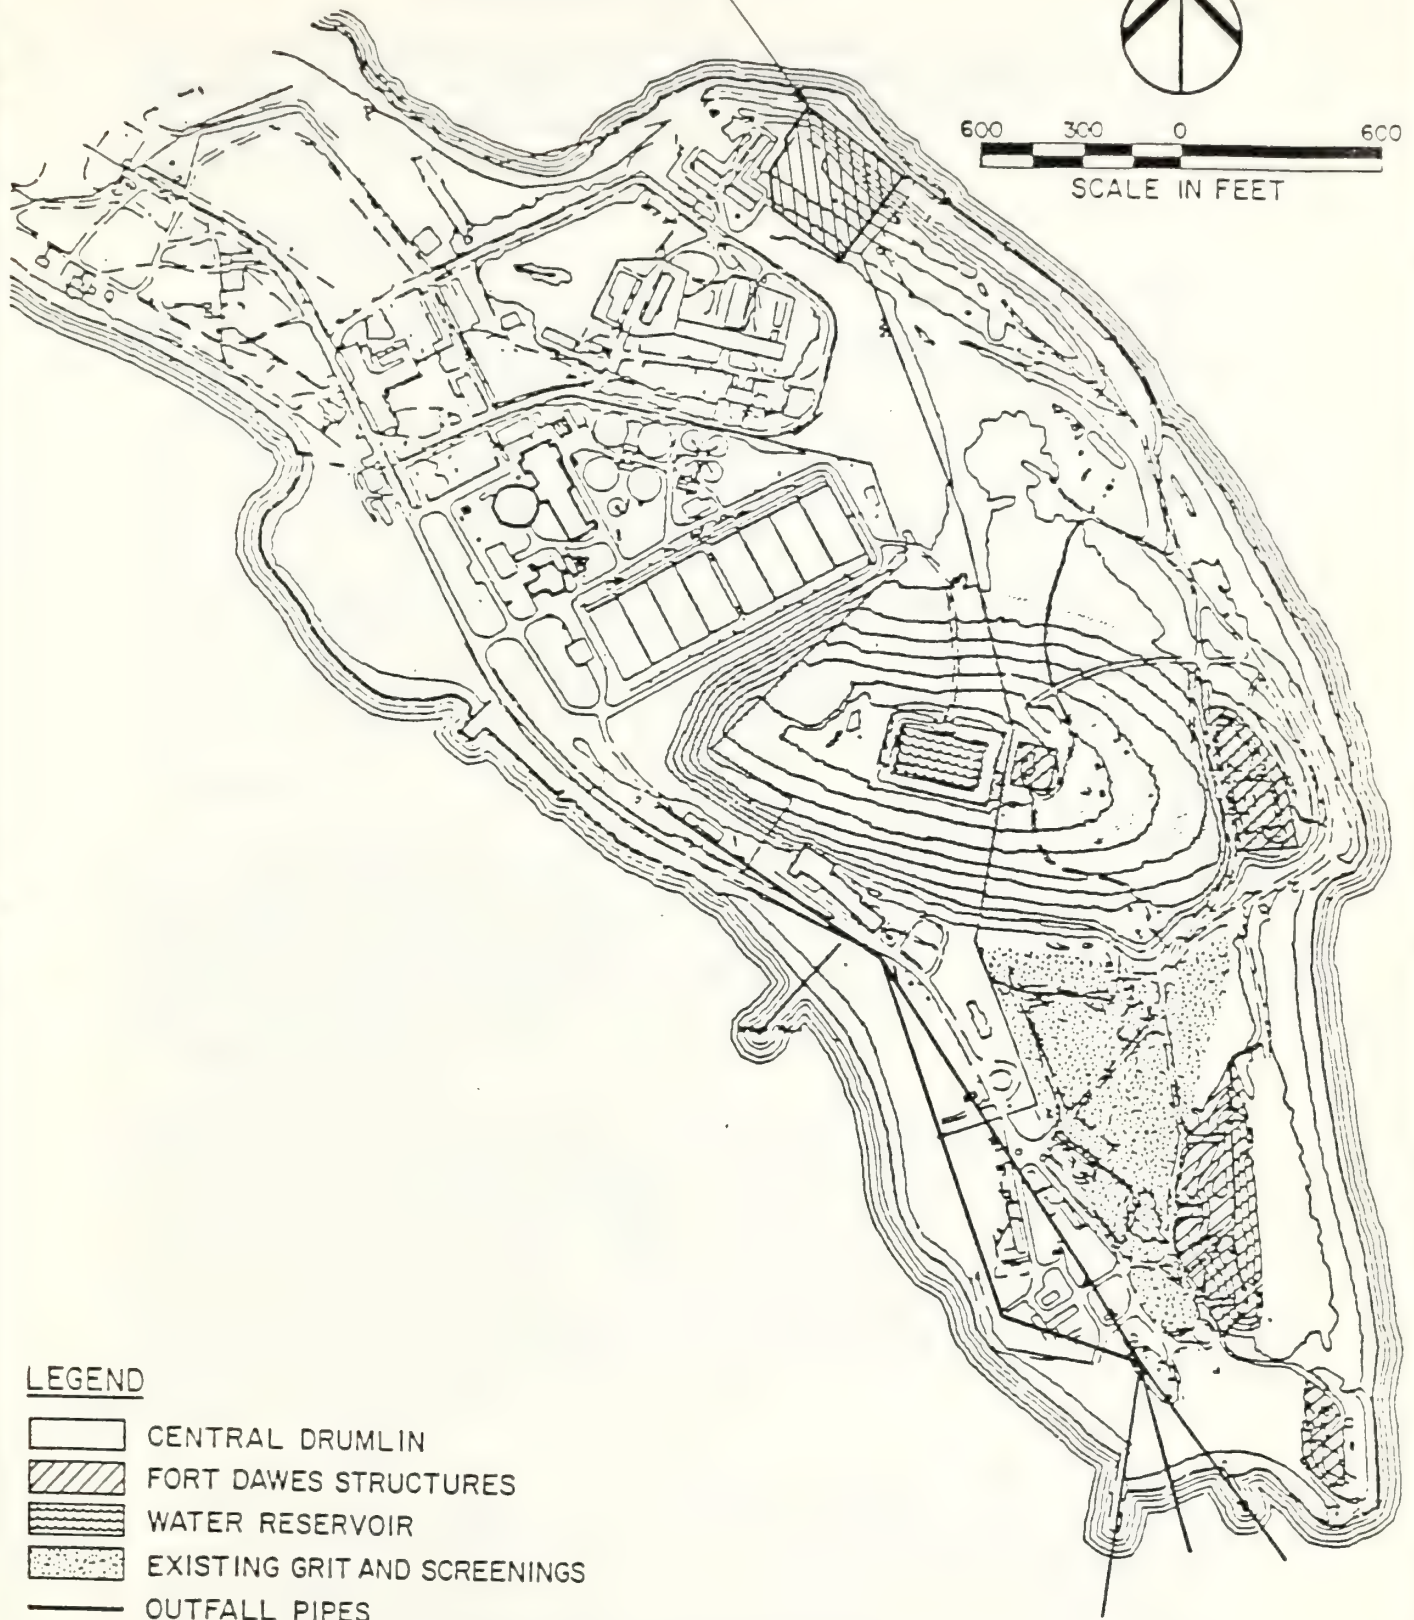 600 300 0 600
SCALE IN FEET
LEGEND
CENTRAL DRUMLIN
FORT DAWES STRUCTURES
WATER RESERVOIR
EXISTING GRIT AND SCREENINGS
OUTFALL PIPES